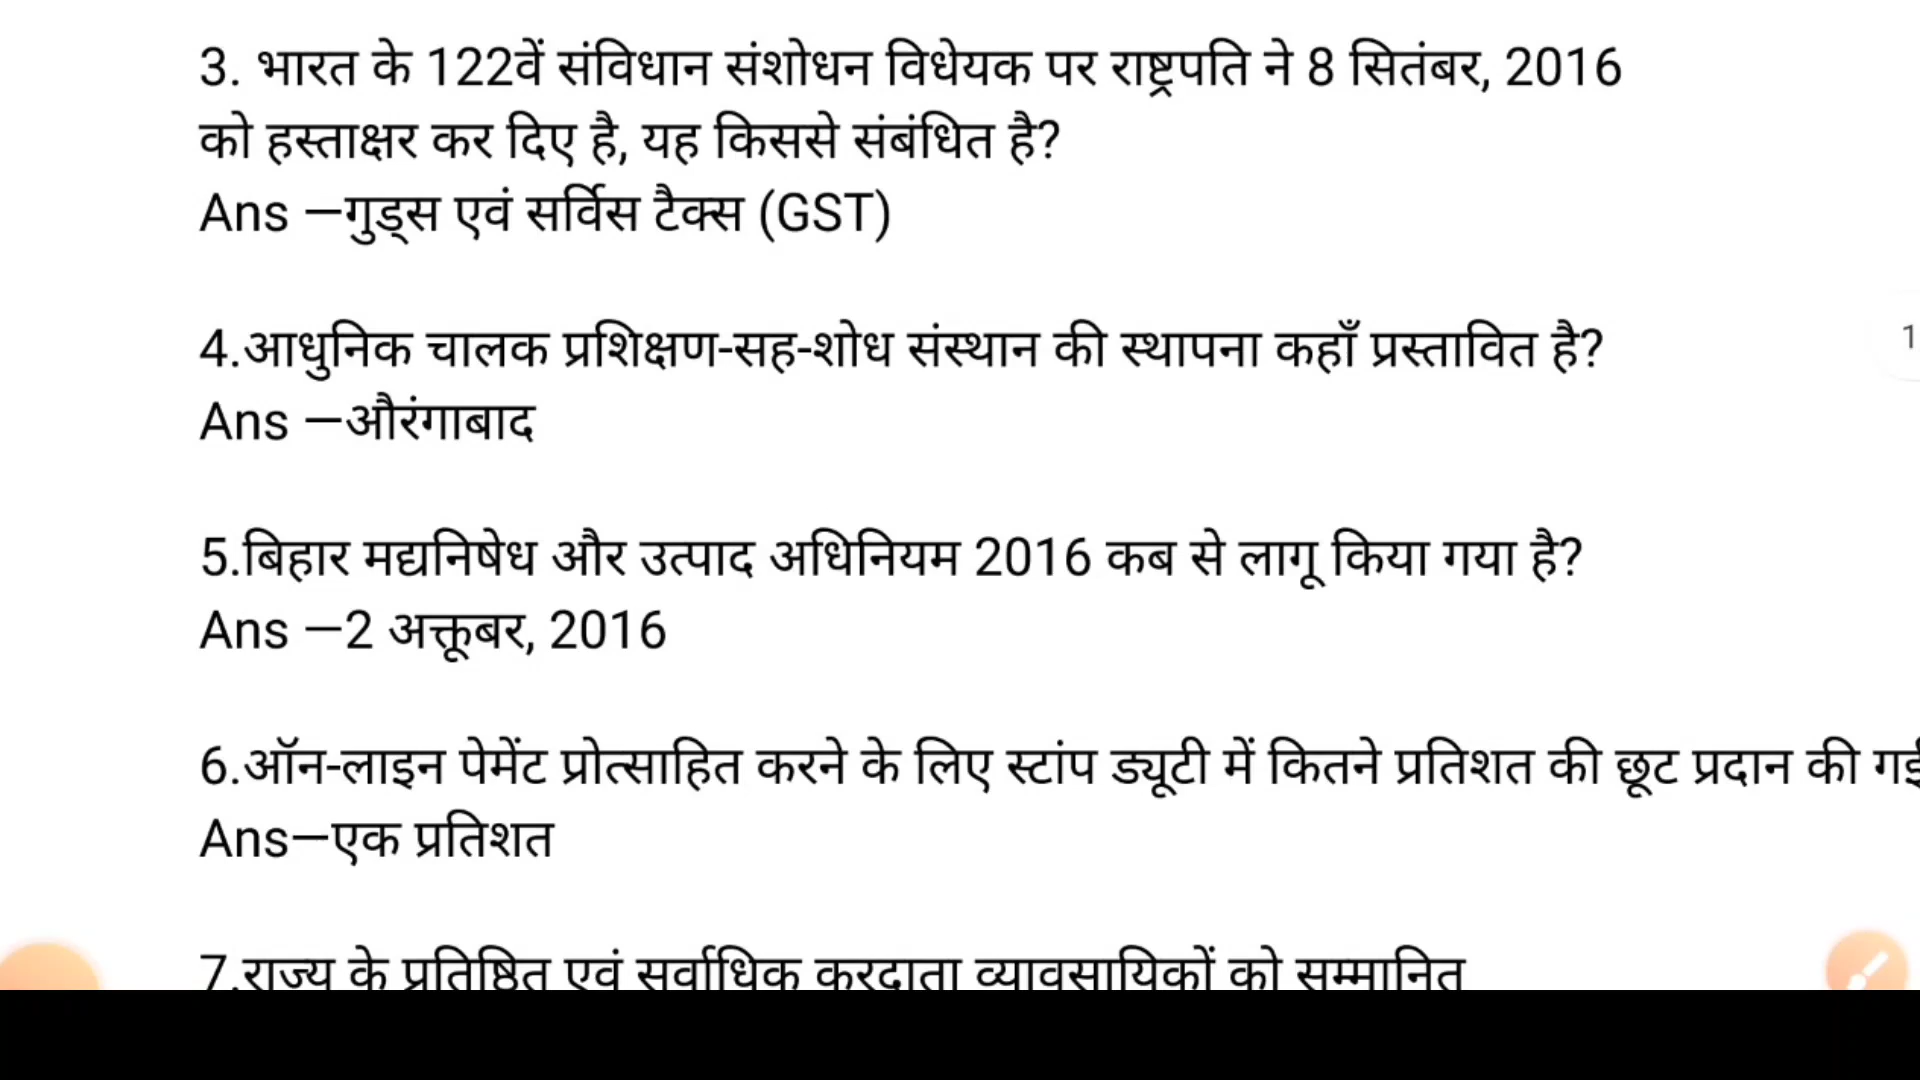 3. भारत के 122वें संविधान संशोधन विधेयक पर राष्ट्रपति ने 8 सितंबर, 2016
को हस्ताक्षर कर दिए है, यह किससे संबंधित है?
Ans —गुड्स एवं सर्विस टैक्स (GST)
4.आधुनिक चालक प्रशिक्षण-सह-शोध संस्थान की स्थापना कहाँ प्रस्तावित है?
1
Ans —औरंगाबाद
5.बिहार मद्यनिषेध और उत्पाद अधिनियम 2016 कब से लागू किया गया है?
Ans —2 अक्तूबर, 2016
6.ऑन-लाइन पेमेंट प्रोत्साहित करने के लिए स्टांप ड्यूटी में कितने प्रतिशत की छूट प्रदान की गई
Ans—एक प्रतिशत
7.राज्य के प्रतिष्ठित एवं सर्वाधिक करदाता व्यावसायिकों को सम्मानित